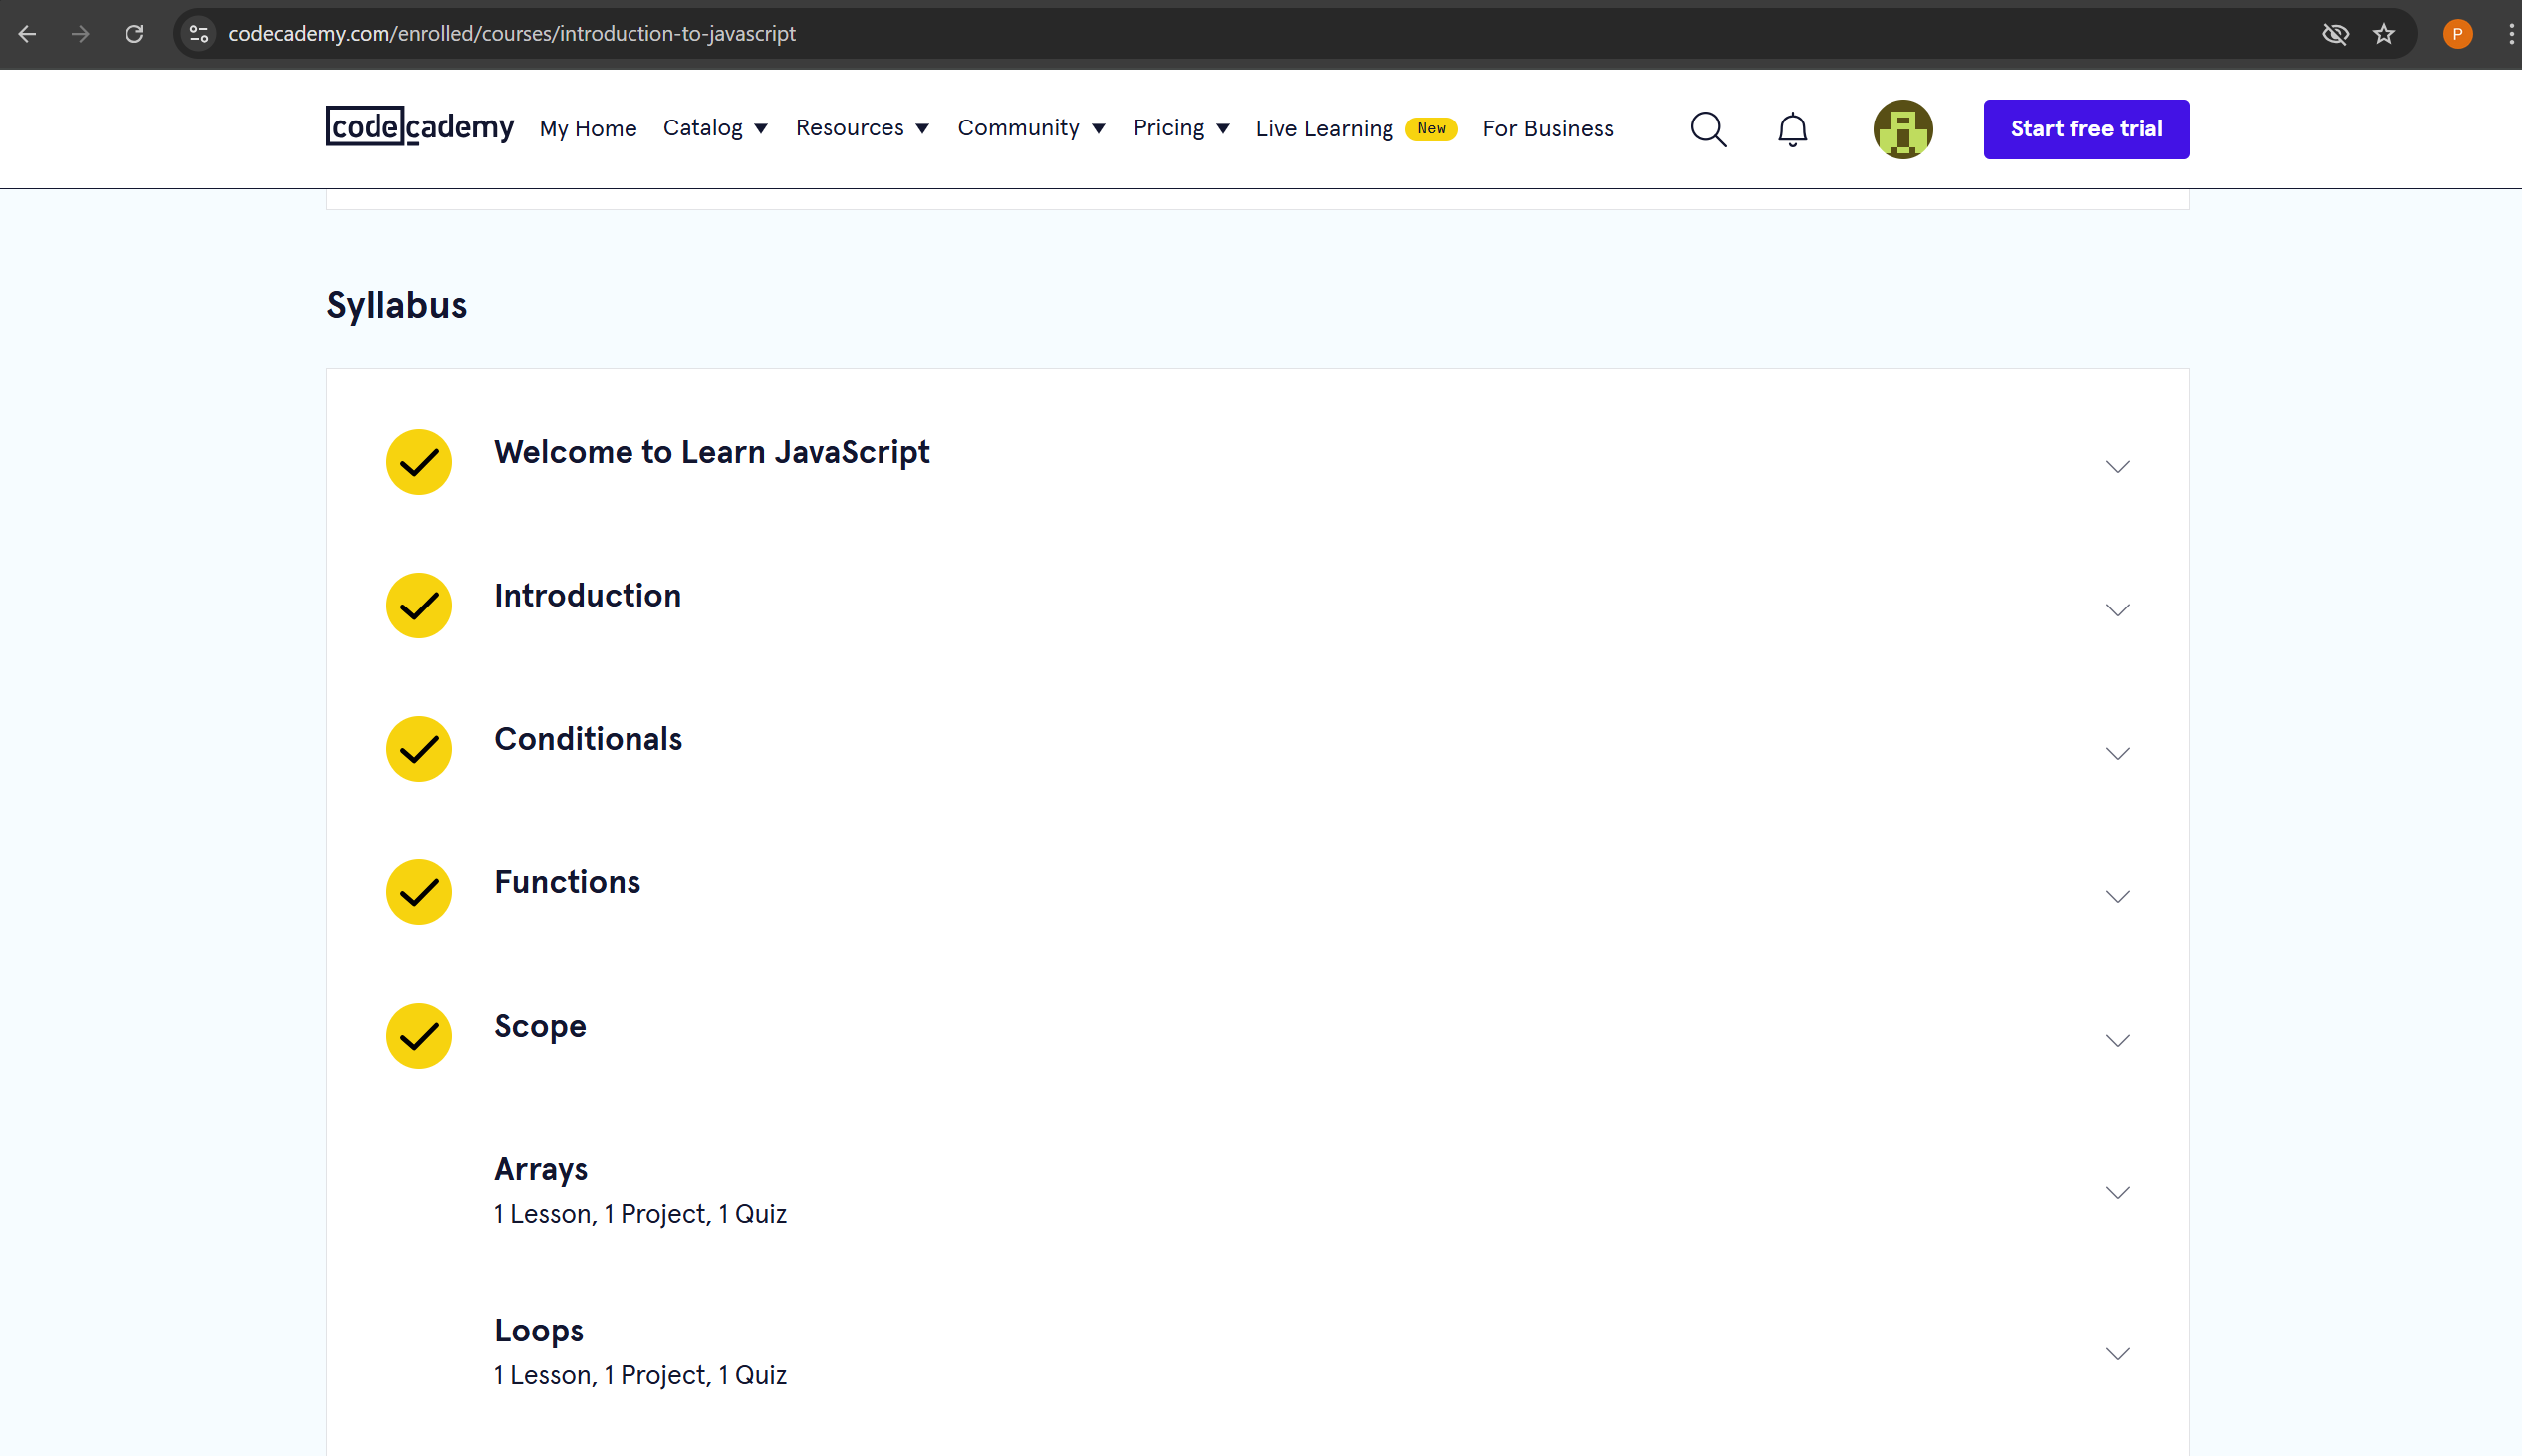 codecademy.com/enrolled/courses/introduction-to-javascript
P
codecademy My Home Catalog Resources Community Pricing Live Learning New For Business Start free trial
Syllabus
Welcome to Learn JavaScript
Introduction
Conditionals
Functions
Scope
Arrays
1 Lesson, 1 Project, 1 Quiz
Loops
1 Lesson, 1 Project, 1 Quiz